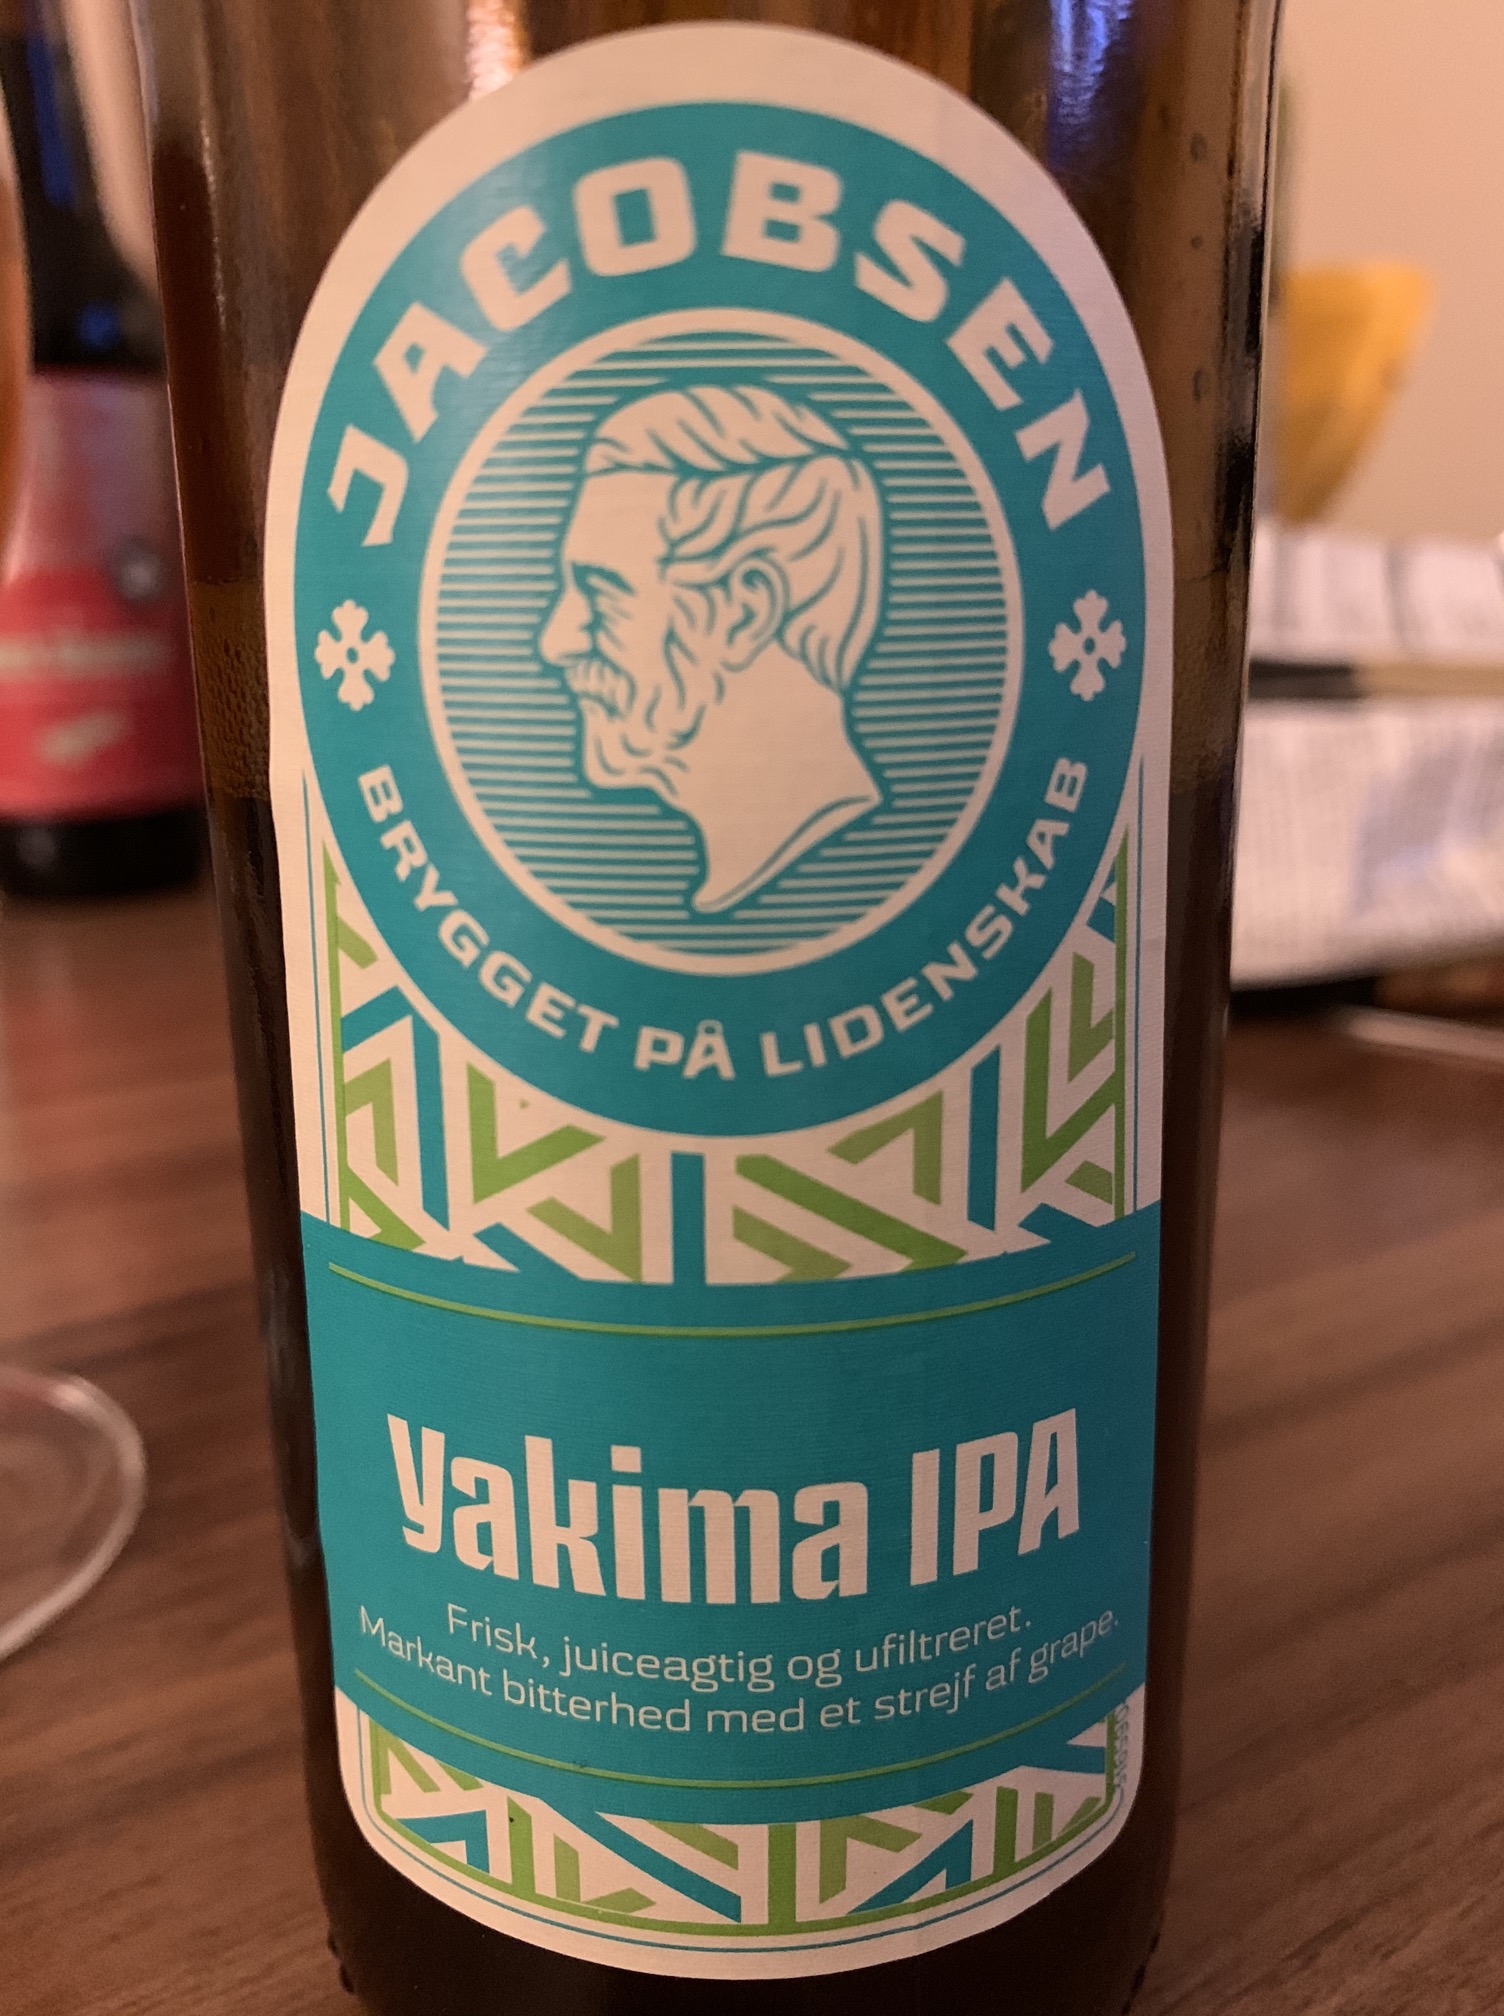 JACOBSEN
BRYGGET PÅ LIDENSKAB
yakima IPA
Frisk, juiceagtig og ufiltreret.
Markant bitterhed med et strejf af grape.